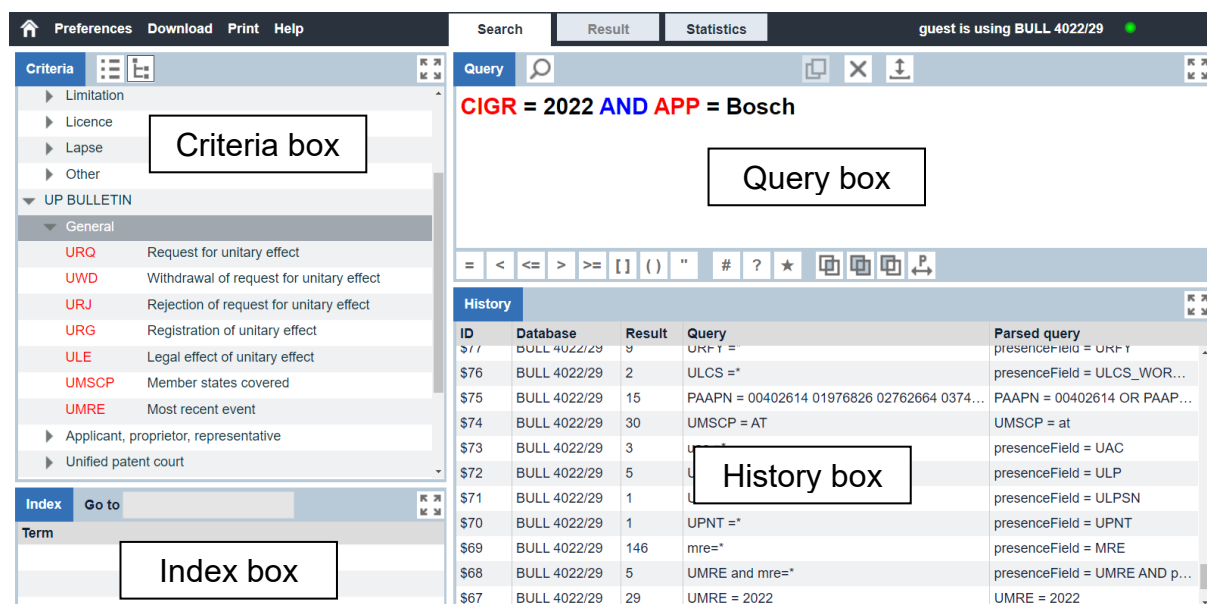 Preferences Download Print Help Search Result Statistics guest is using BULL 4022/29
Criteria
Limitation
Licence
Lapse
Other
UP BULLETIN
General
URQ Request for unitary effect
UWD Withdrawal of request for unitary effect
URJ Rejection of request for unitary effect
URG Registration of unitary effect
ULE Legal effect of unitary effect
UMSCP Member states covered
UMRE Most recent event
Applicant, proprietor, representative
Unified patent court
Criteria box
Index Go to
Term
Index box
Query
CIGR = 2022 AND APP = Bosch
Query box
= < <= > >= [ ] ( ) " # ? ★ P
History
ID Database Result Query Parsed query
$77 BULL 4022/29 9 URFY =* presenceField = URFY
$76 BULL 4022/29 2 ULCS =* presenceField = ULCS_WOR...
$75 BULL 4022/29 15 PAAPN = 00402614 01976826 02762664 0374... PAAPN = 00402614 OR PAAP...
$74 BULL 4022/29 30 UMSCP = AT UMSCP = at
$73 BULL 4022/29 3 presenceField = UAC
$72 BULL 4022/29 5 presenceField = ULP
$71 BULL 4022/29 1 presenceField = ULPSN
$70 BULL 4022/29 1 UPNT =* presenceField = UPNT
$69 BULL 4022/29 146 mre=* presenceField = MRE
$68 BULL 4022/29 5 UMRE and mre=* presenceField = UMRE AND p...
$67 BULL 4022/29 29 UMRE = 2022 UMRE = 2022
History box